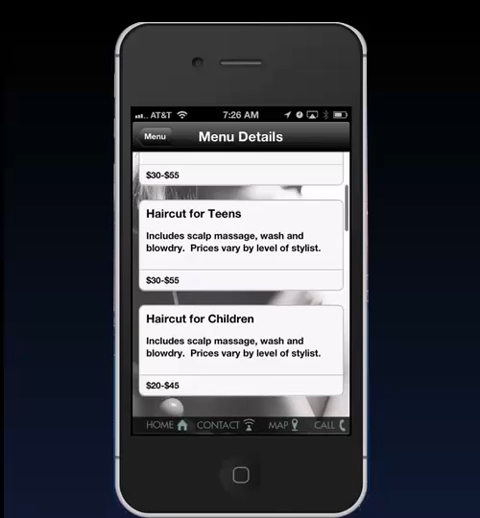 AT&T 7:26 AM
Menu Menu Details
$30-$55
Haircut for Teens
Includes scalp massage, wash and
blowdry. Prices vary by level of stylist.
$30-$55
Haircut for Children
Includes scalp massage, wash and
blowdry. Prices vary by level of stylist.
$20-$45
HOME CONTACT MAP CALL